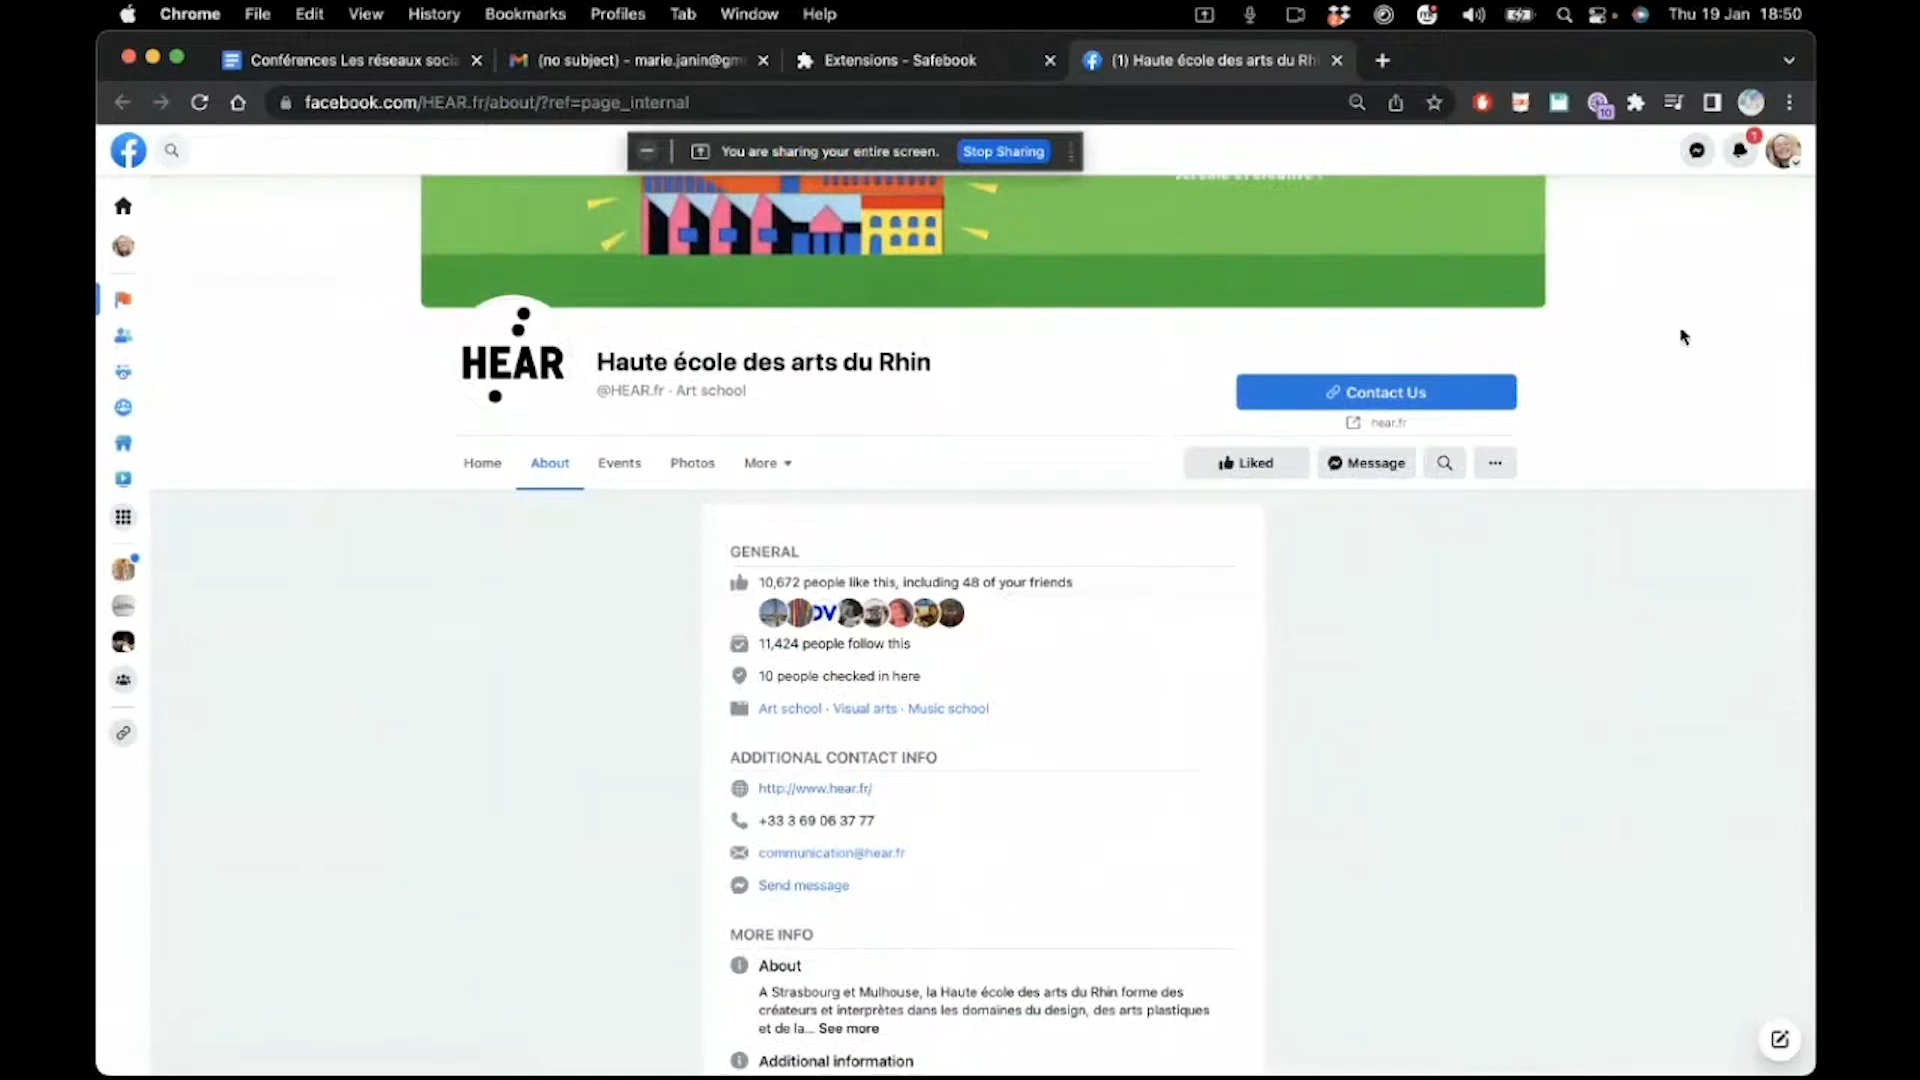 Chrome File Edit View History Bookmarks Profiles Tab Window Help Thu 19 Jan 18:50
Conférences Les réseaux soci (no subject) - marie.janin@gm Extensions - Safebook (1) Haute école des arts du Rh
facebook.com/HEAR.fr/about/?ref=page_internal 10
You are sharing your entire screen. Stop Sharing 1
HEAR
Haute école des arts du Rhin
@HEAR.fr · Art school
Contact Us
hear.fr
Home About Events Photos More Liked Message
GENERAL
10,672 people like this, including 48 of your friends
DV
11,424 people follow this
10 people checked in here
Art school · Visual arts · Music school
ADDITIONAL CONTACT INFO
http://www.hear.fr/
+33 3 69 06 37 77
communication@hear.fr
Send message
MORE INFO
About
A Strasbourg et Mulhouse, la Haute école des arts du Rhin forme des
créateurs et interprètes dans les domaines du design, des arts plastiques
et de la... See more
Additional information